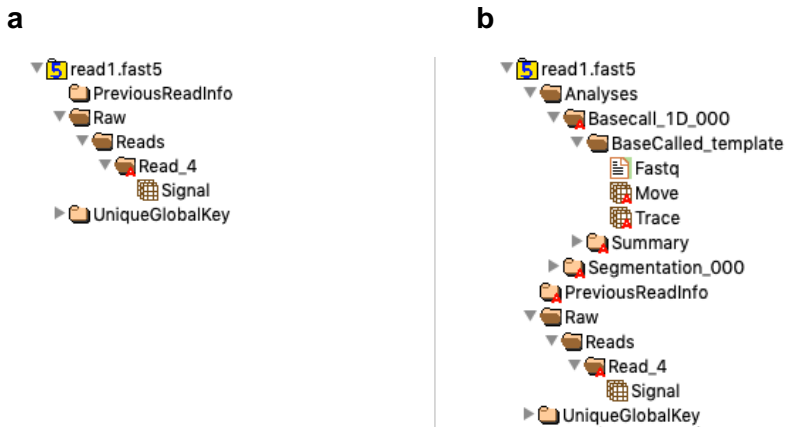 a
read1.fast5
PreviousReadInfo
Raw
Reads
Read_4
Signal
UniqueGlobalKey
b
read1.fast5
Analyses
Basecall_1D_000
BaseCalled_template
Fastq
Move
Trace
Summary
Segmentation_000
PreviousReadInfo
Raw
Reads
Read_4
Signal
UniqueGlobalKey